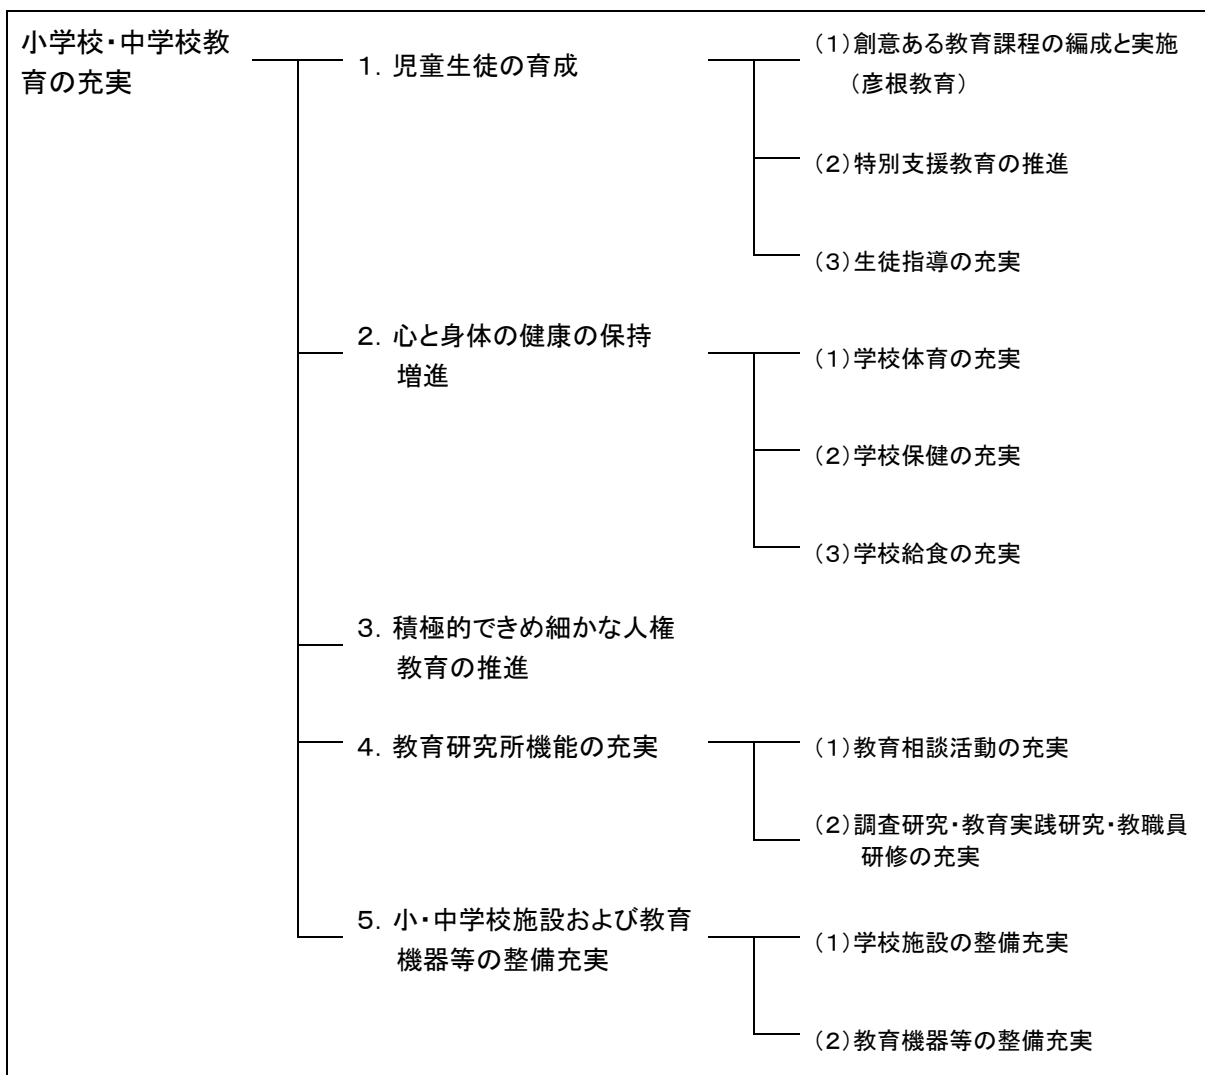 小学校・中学校教
育の充実
1．児童生徒の育成
（1）創意ある教育課程の編成と実施
（彦根教育）
（2）特別支援教育の推進
（3）生徒指導の充実
2．心と身体の健康の保持
増進
（1）学校体育の充実
（2）学校保健の充実
（3）学校給食の充実
3．積極的できめ細かな人権
教育の推進
4．教育研究所機能の充実
（1）教育相談活動の充実
（2）調査研究・教育実践研究・教職員
研修の充実
5．小・中学校施設および教育
機器等の整備充実
（1）学校施設の整備充実
（2）教育機器等の整備充実